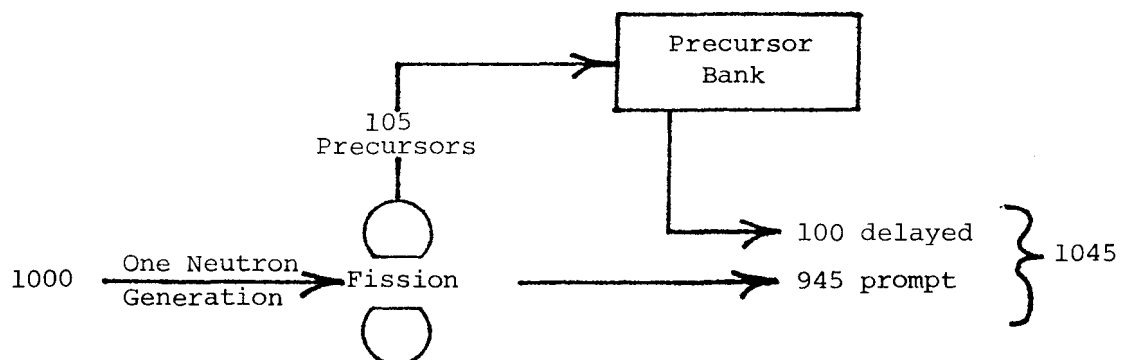 Precursor
Bank
105
Precursors
100 delayed
1045
1000
One Neutron
Generation
Fission
945 prompt